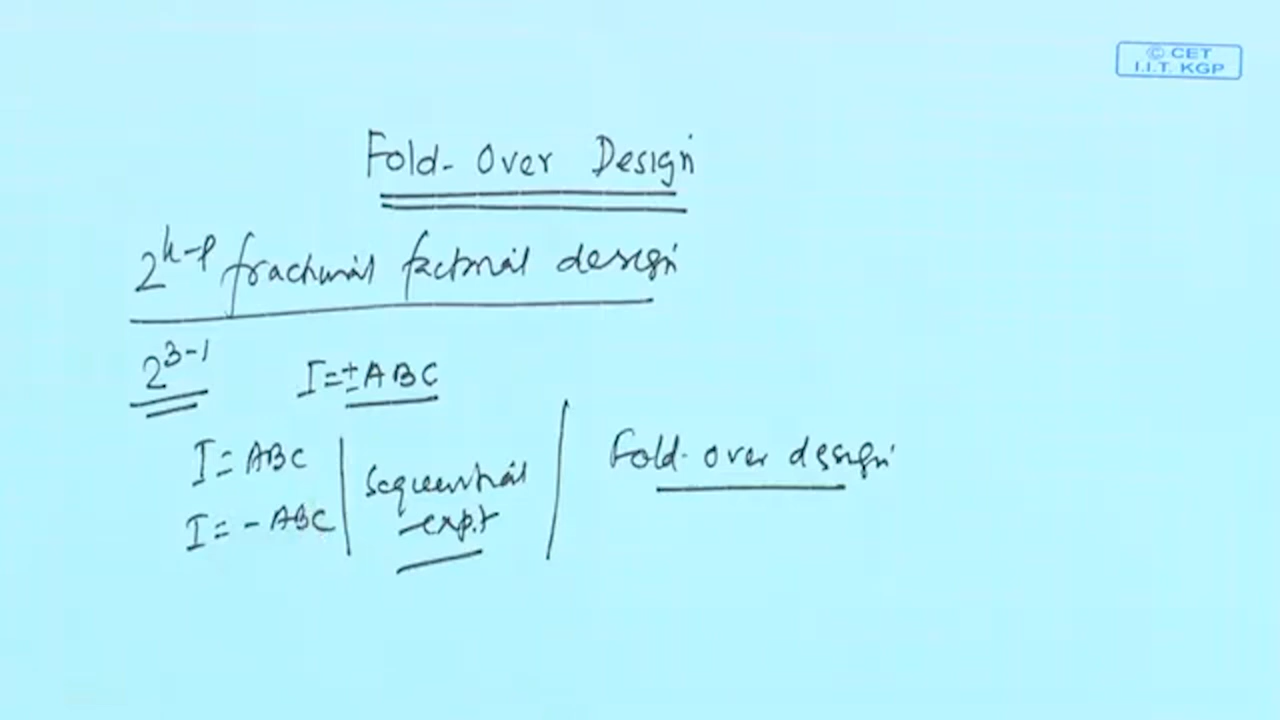 © CET
I.I.T. KGP
Fold-Over Design
2^{k-p} fractional factorial design
2^{3-1} I=±ABC
I=ABC
I=-ABC
sequential
expt
Fold-over design